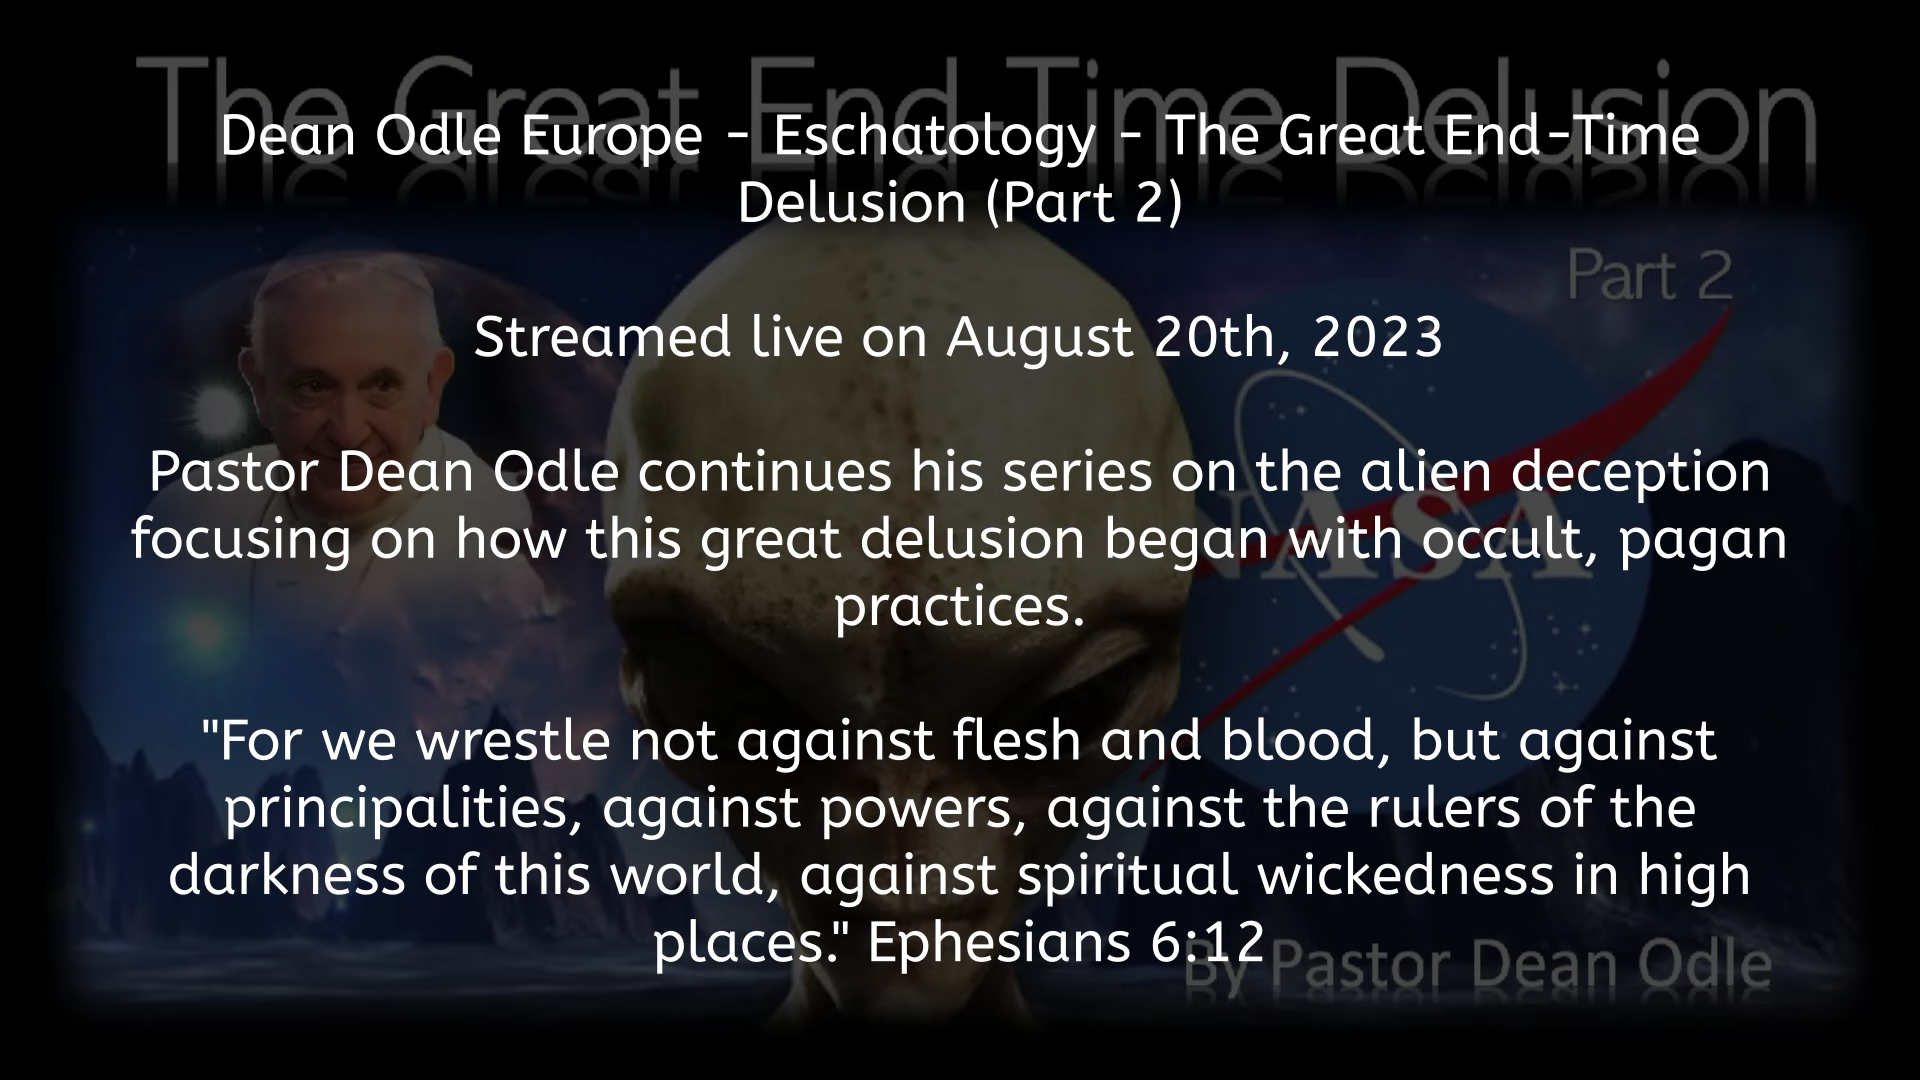 The Great End-Time Delusion
Dean Odle Europe - Eschatology - The Great End-Time
Delusion (Part 2)
Part 2
Streamed live on August 20th, 2023
Pastor Dean Odle continues his series on the alien deception
focusing on how this great delusion began with occult, pagan
practices.
NASA
"For we wrestle not against flesh and blood, but against
principalities, against powers, against the rulers of the
darkness of this world, against spiritual wickedness in high
places." Ephesians 6:12
By Pastor Dean Odle